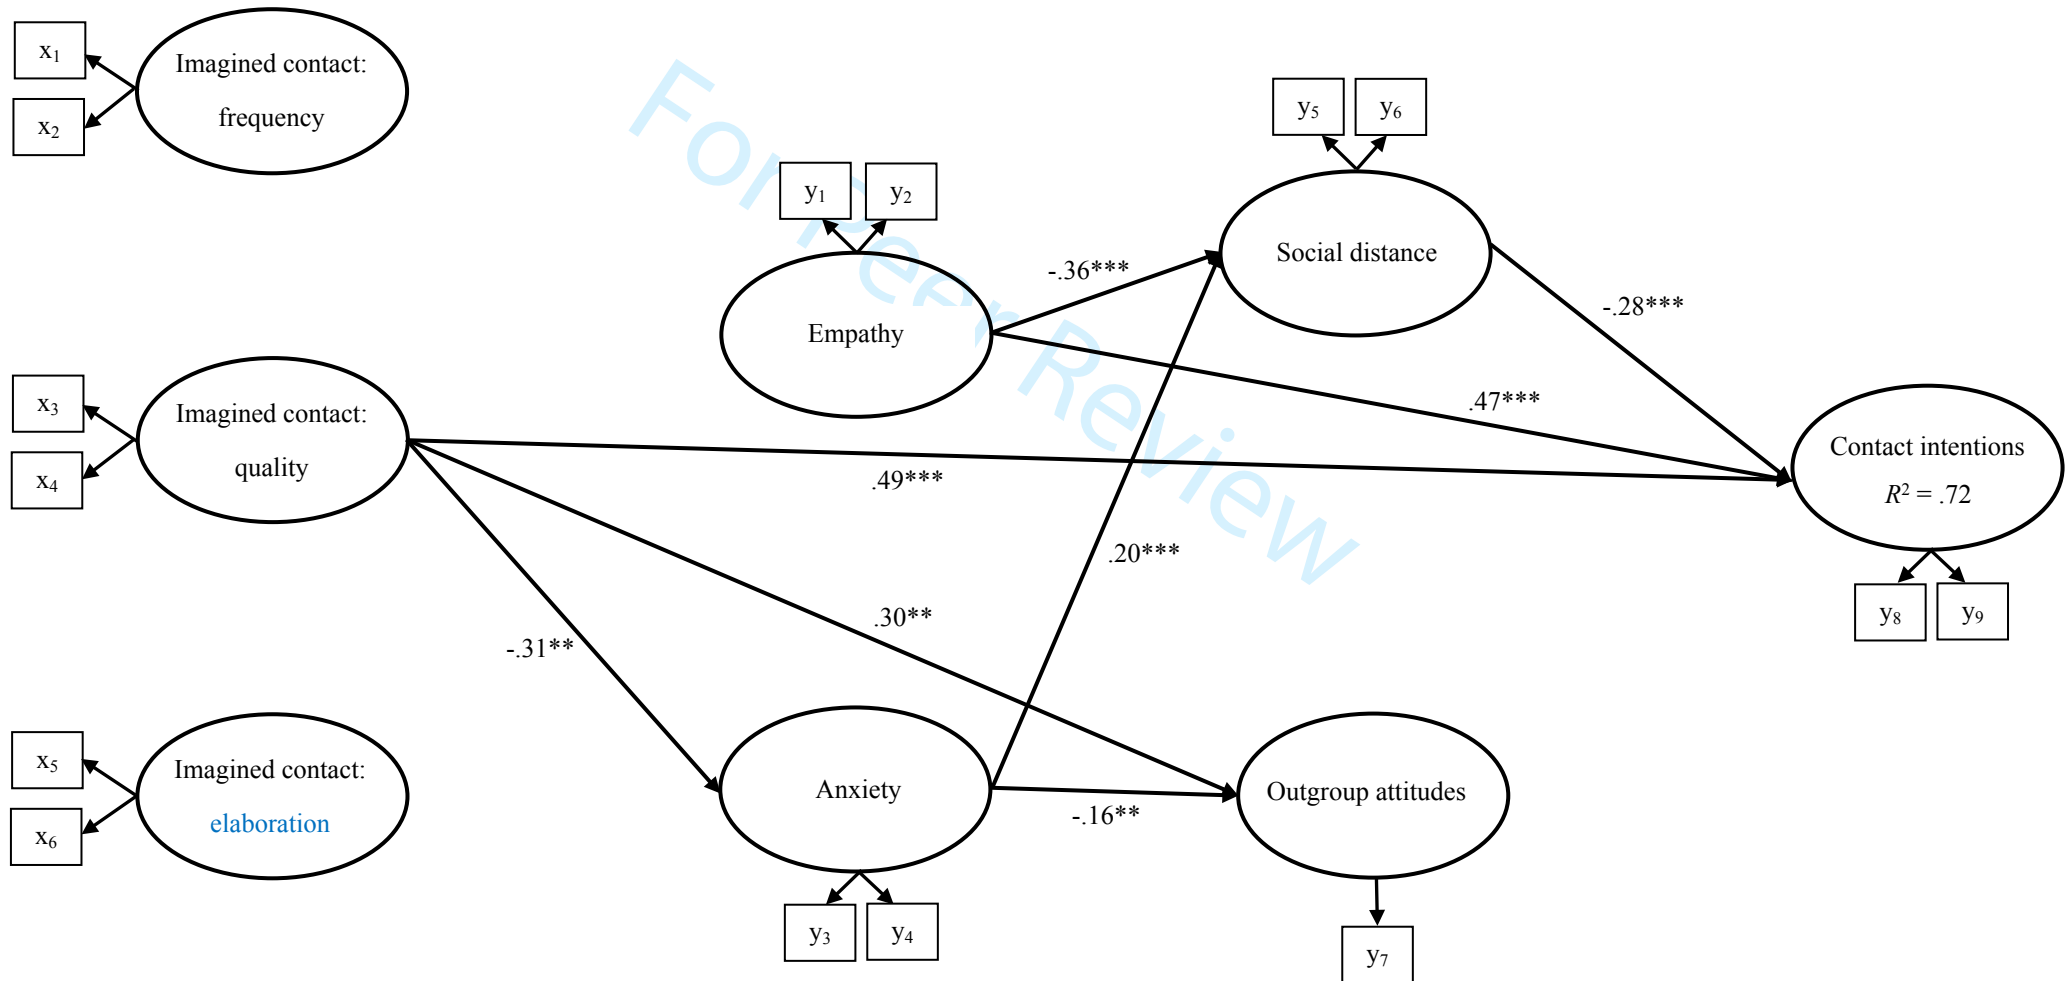 x₁
x₂
Imagined contact:
frequency
For Peer Review
y₁
y₂
y₅
y₆
Empathy
Social distance
-.36***
-.28***
.47***
x₃
x₄
Imagined contact:
quality
.49***
.20***
.30**
-.31**
Contact intentions
R² = .72
y₈
y₉
x₅
x₆
Imagined contact:
elaboration
Anxiety
-.16**
Outgroup attitudes
y₃
y₄
y₇